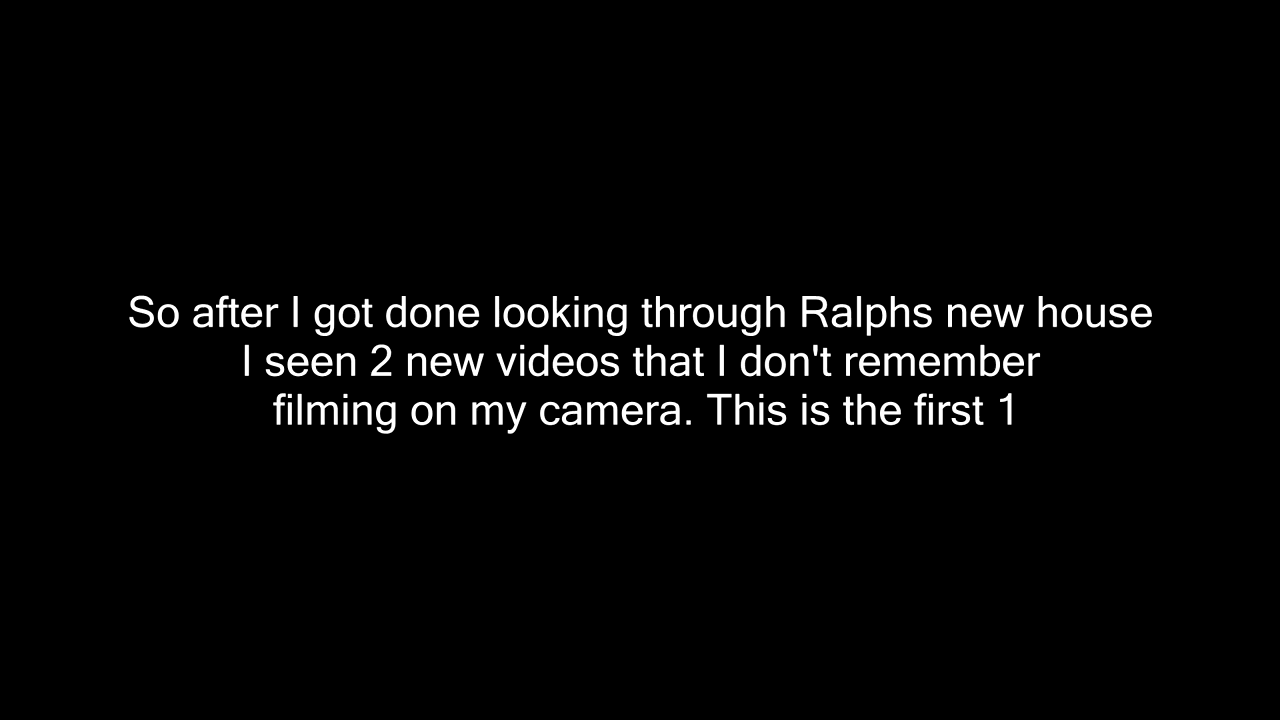 So after I got done looking through Ralphs new house
I seen 2 new videos that I don't remember
filming on my camera. This is the first 1